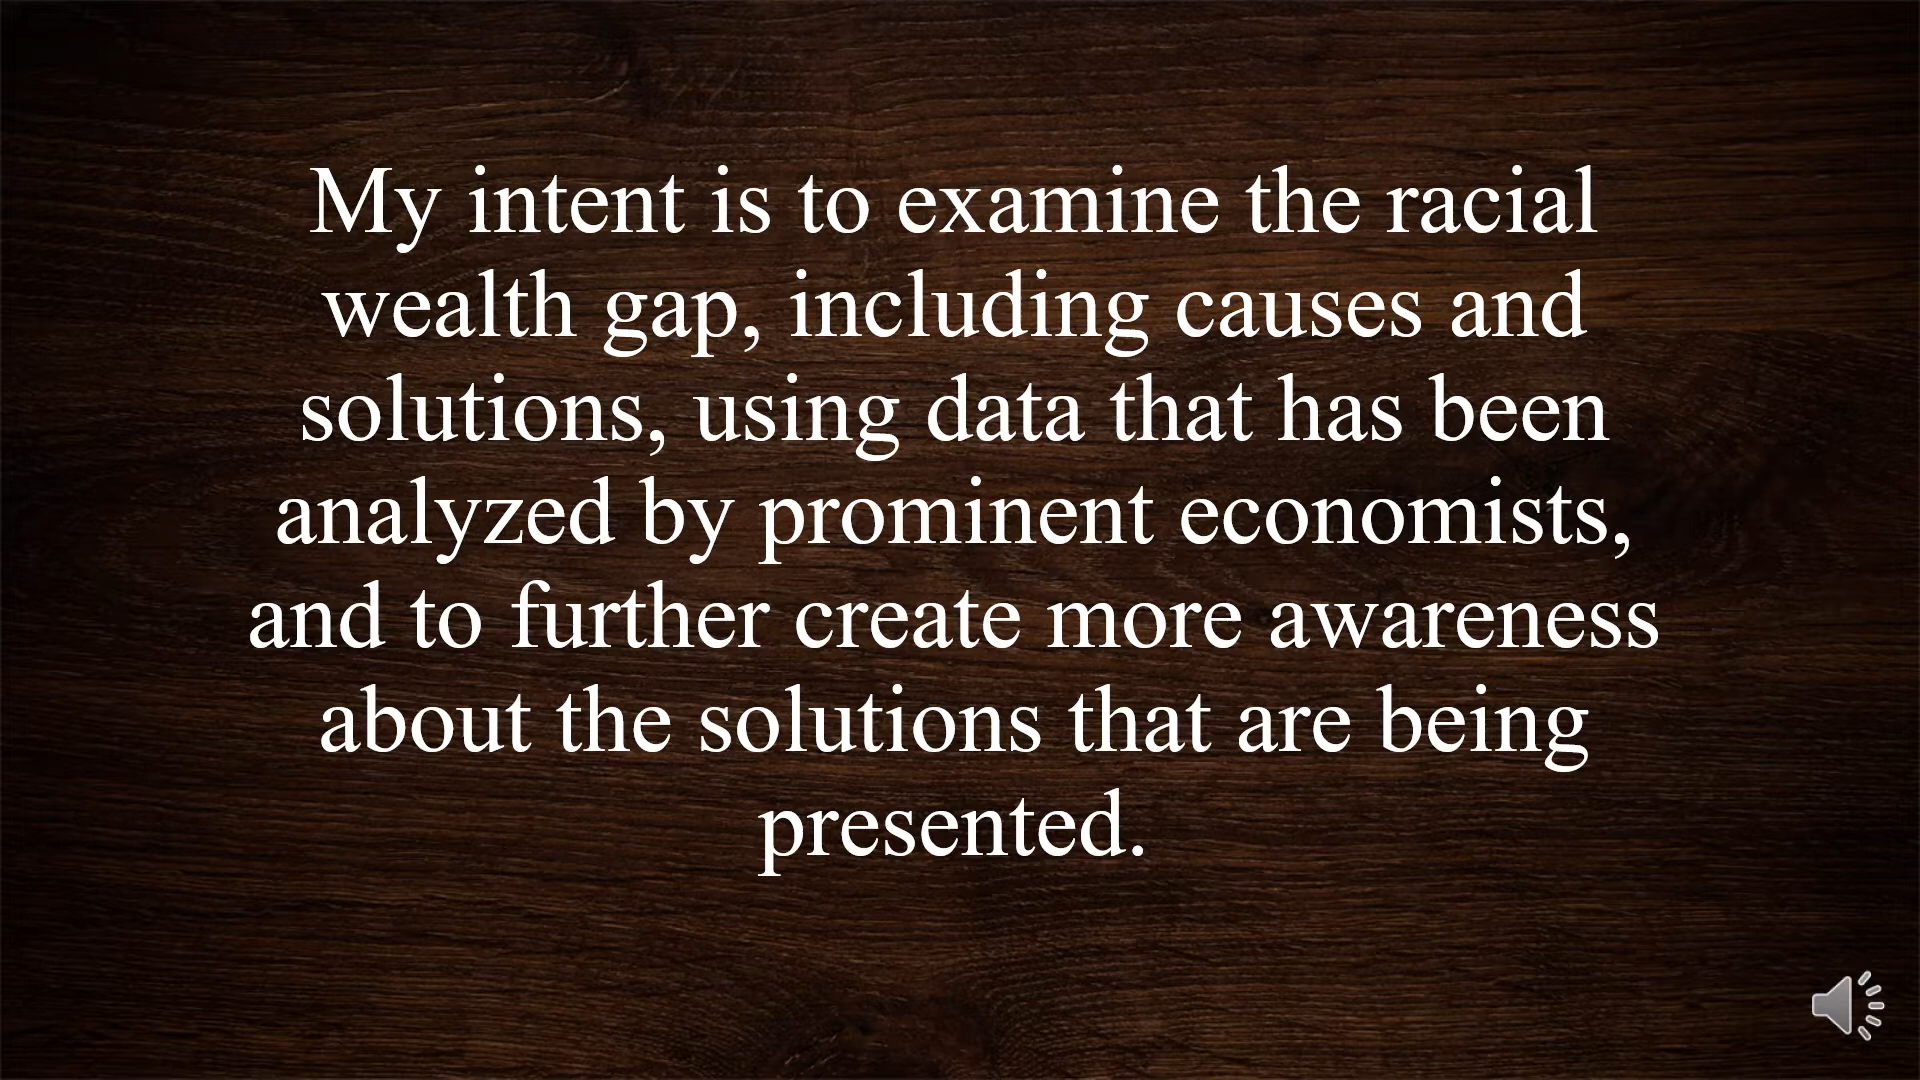 My intent is to examine the racial
wealth gap, including causes and
solutions, using data that has been
analyzed by prominent economists,
and to further create more awareness
about the solutions that are being
presented.